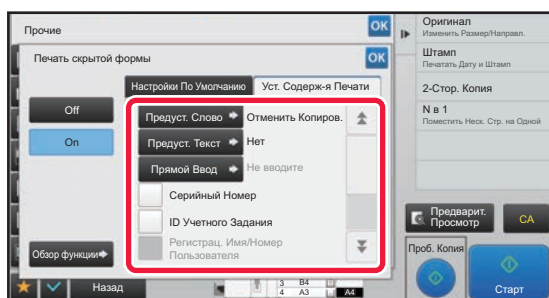 Прочие
OK
Печать скрытой формы
OK
Настройки По Умолчанию
Уст. Содерж-я Печати
Off
On
Предуст. Слово
Отменить Копиров.
Предуст. Текст
Нет
Прямой Ввод
Не вводите
Серийный Номер
ID Учетного Задания
Регистрац. Имя/Номер
Пользователя
Обзор функции
Назад
3 B4
4 A3
A4
Оригинал
Изменить Размер/Направл.
Штамп
Печатать Дату и Штамп
2-Стор. Копия
N в 1
Поместить Неск. Стр. на Одной
Предварит.
Просмотр
CA
Проб. Копия
Старт